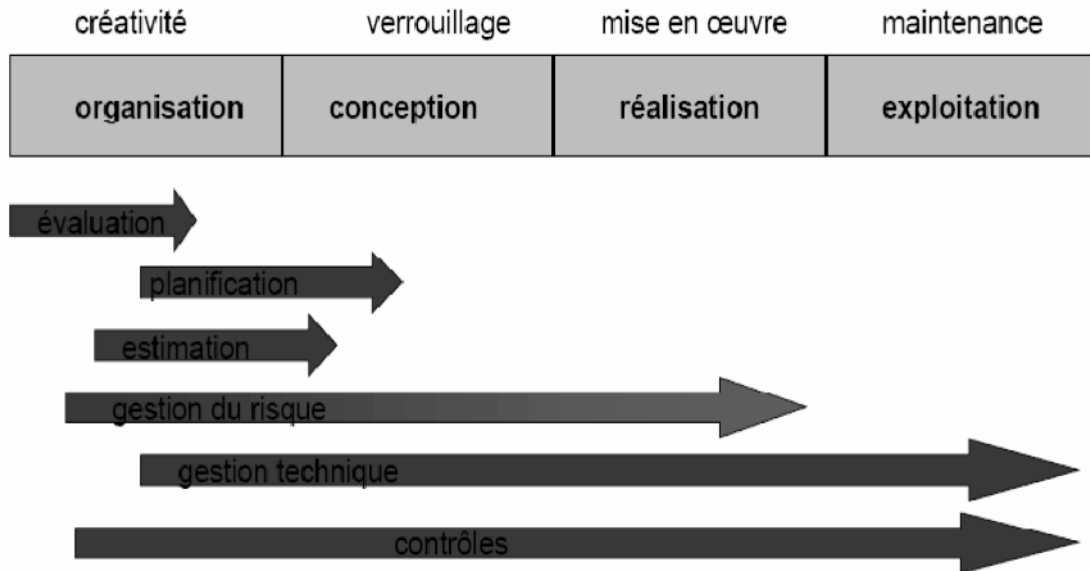 créativité verrouillage mise en œuvre maintenance
organisation conception réalisation exploitation
évaluation
planification
estimation
gestion du risque
gestion technique
contrôles